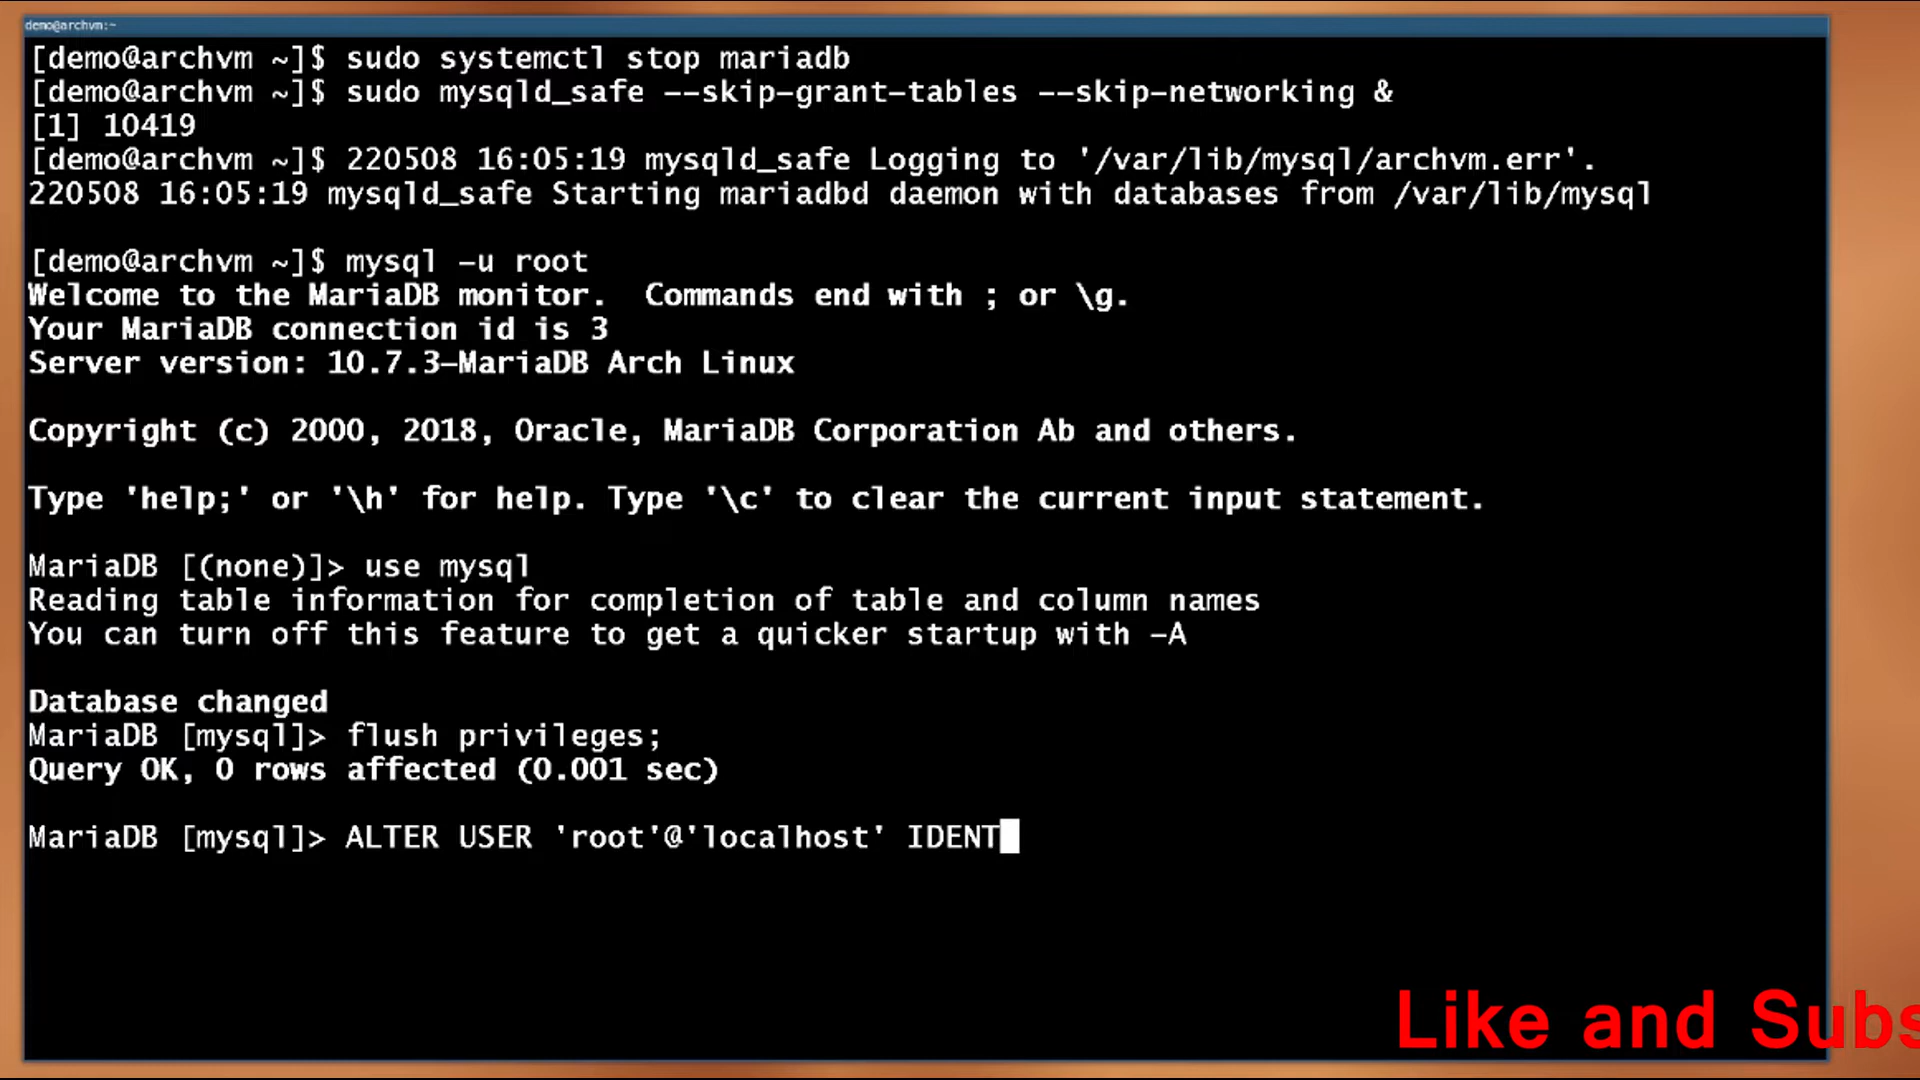 demo@archvm:~
[demo@archvm ~]$ sudo systemctl stop mariadb
[demo@archvm ~]$ sudo mysqld_safe --skip-grant-tables --skip-networking &
[1] 10419
[demo@archvm ~]$ 220508 16:05:19 mysqld_safe Logging to '/var/lib/mysql/archvm.err'.
220508 16:05:19 mysqld_safe Starting mariadbd daemon with databases from /var/lib/mysql
[demo@archvm ~]$ mysql -u root
Welcome to the MariaDB monitor.  Commands end with ; or \g.
Your MariaDB connection id is 3
Server version: 10.7.3-MariaDB Arch Linux
Copyright (c) 2000, 2018, Oracle, MariaDB Corporation Ab and others.
Type 'help;' or '\h' for help. Type '\c' to clear the current input statement.
MariaDB [(none)]> use mysql
Reading table information for completion of table and column names
You can turn off this feature to get a quicker startup with -A
Database changed
MariaDB [mysql]> flush privileges;
Query OK, 0 rows affected (0.001 sec)
MariaDB [mysql]> ALTER USER 'root'@'localhost' IDENT
Like and Subs